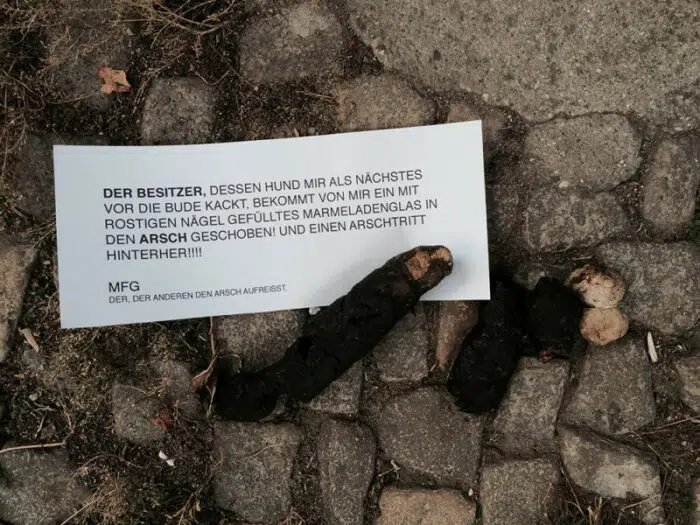 DER BESITZER, DESSEN HUND MIR ALS NÄCHSTES
VOR DIE BUDE KACKT, BEKOMMT VON MIR EIN MIT
ROSTIGEN NÄGEL GEFÜLLTES MARMELADENGLAS IN
DEN ARSCH GESCHOBEN! UND EINEN ARSCHTRITT
HINTERHER!!!!
MFG
DER, DER ANDEREN DEN ARSCH AUFREISST.